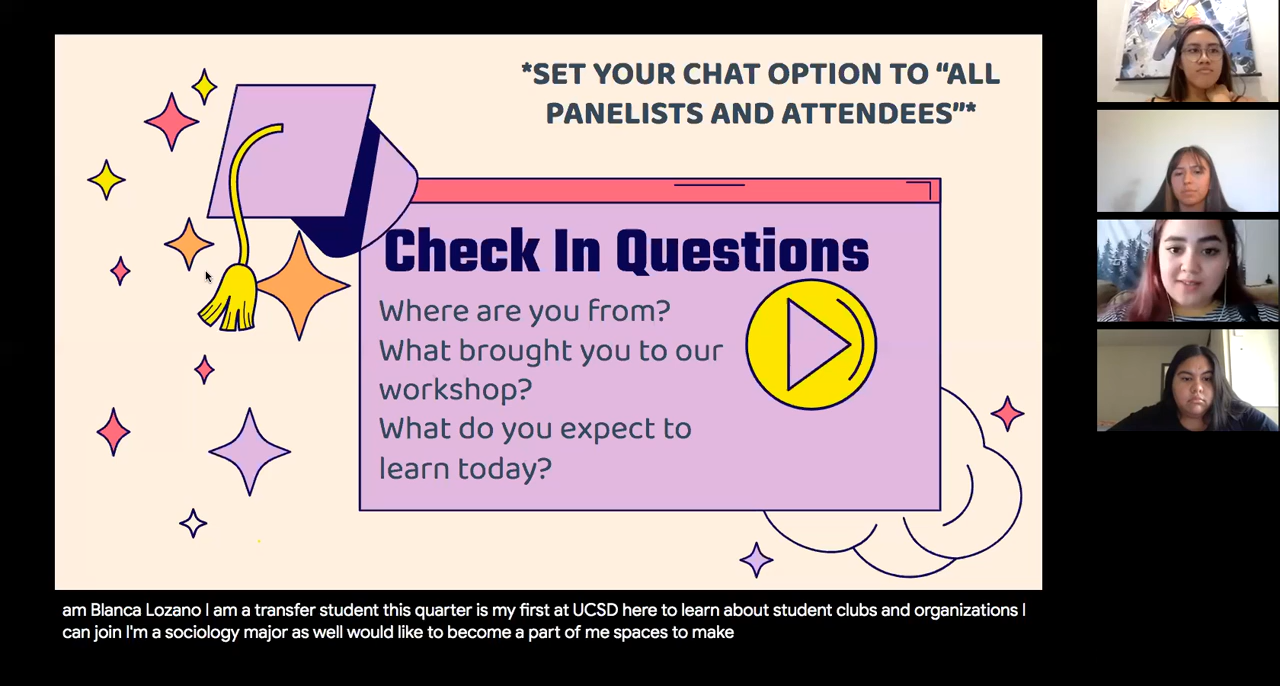 *SET YOUR CHAT OPTION TO “ALL
PANELISTS AND ATTENDEES”*
Check In Questions
Where are you from?
What brought you to our
workshop?
What do you expect to
learn today?
am Blanca Lozano I am a transfer student this quarter is my first at UCSD here to learn about student clubs and organizations I
can join I'm a sociology major as well would like to become a part of me spaces to make